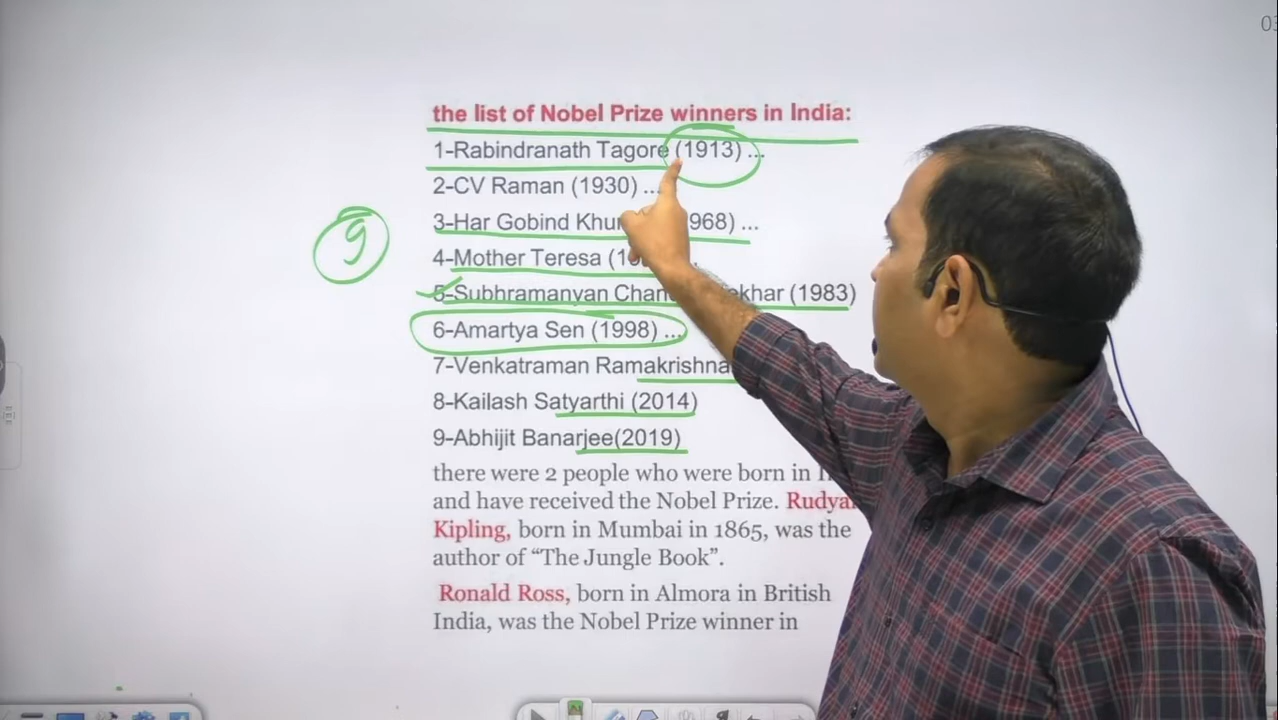 03
the list of Nobel Prize winners in India:
1-Rabindranath Tagore (1913) ...
2-CV Raman (1930) ...
3-Har Gobind Khur 968) ...
4-Mother Teresa (1
5-Subhramanyan Chan ekhar (1983)
6-Amartya Sen (1998) ...
7-Venkatraman Ramakrishna
8-Kailash Satyarthi (2014)
9-Abhijit Banarjee(2019)
9
there were 2 people who were born in
and have received the Nobel Prize. Rudya
Kipling, born in Mumbai in 1865, was the
author of “The Jungle Book”.
Ronald Ross, born in Almora in British
India, was the Nobel Prize winner in